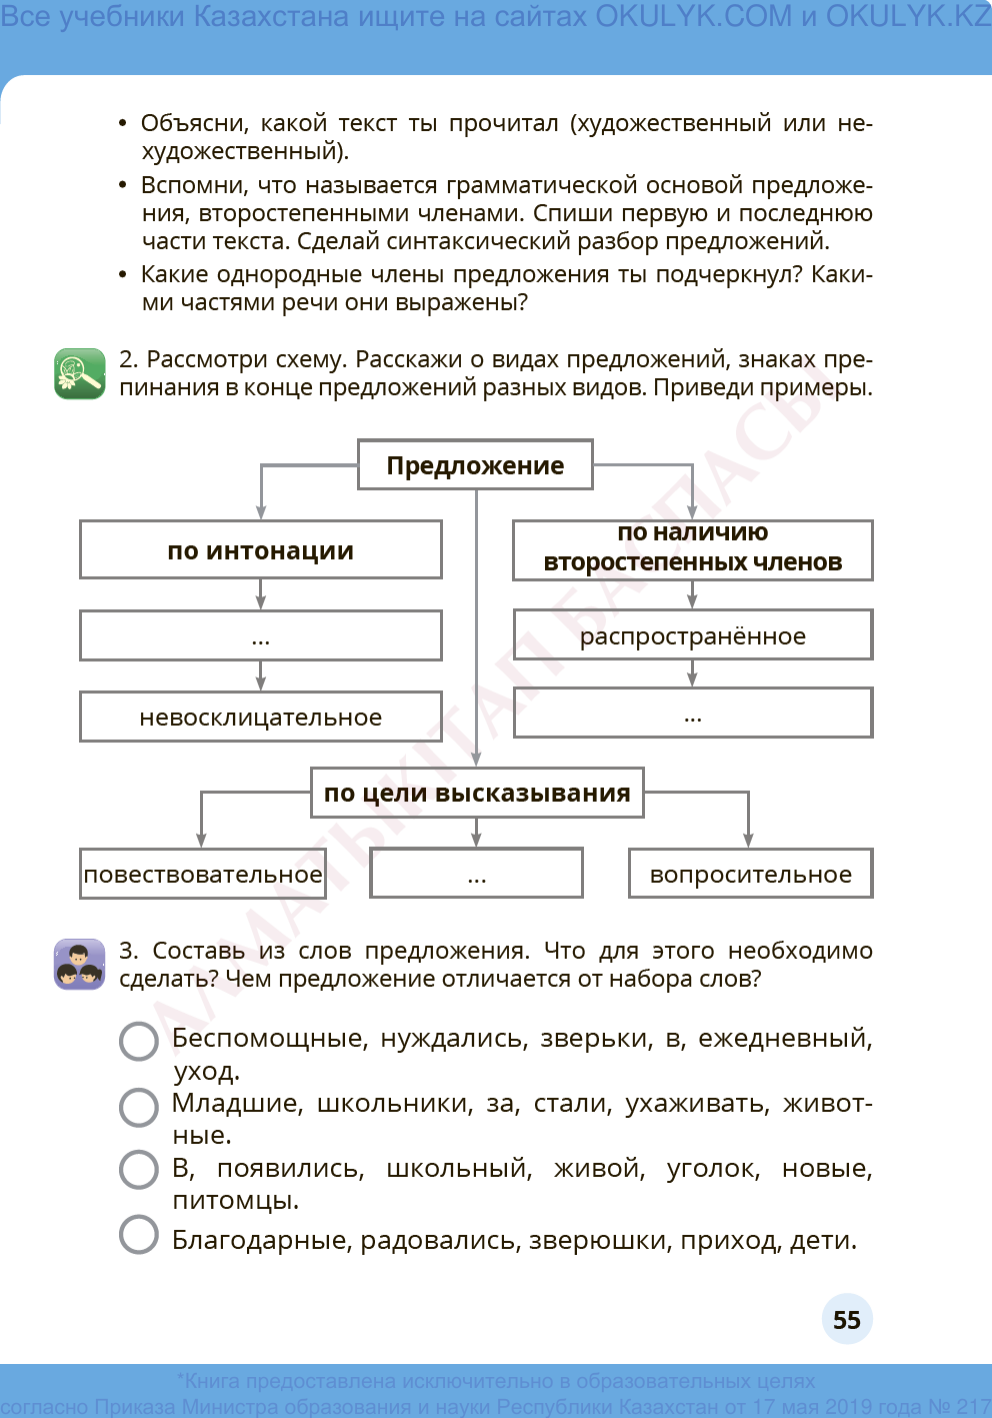 Все учебники Казахстана ищите на сайтах OKULYK.COM и OKULYK.KZ
• Объясни, какой текст ты прочитал (художественный или не-
художественный).
• Вспомни, что называется грамматической основой предложе-
ния, второстепенными членами. Спиши первую и последнюю
части текста. Сделай синтаксический разбор предложений.
• Какие однородные члены предложения ты подчеркнул? Каки-
ми частями речи они выражены?
2. Рассмотри схему. Расскажи о видах предложений, знаках пре-
пинания в конце предложений разных видов. Приведи примеры.
Предложение
по интонации
по наличию
второстепенных членов
...
распространённое
невосклицательное
...
по цели высказывания
повествовательное
...
вопросительное
АЛМАТЫКІТАП БАСПАСЫ
3. Составь из слов предложения. Что для этого необходимо
сделать? Чем предложение отличается от набора слов?
Беспомощные, нуждались, зверьки, в, ежедневный,
уход.
Младшие, школьники, за, стали, ухаживать, живот-
ные.
В, появились, школьный, живой, уголок, новые,
питомцы.
Благодарные, радовались, зверюшки, приход, дети.
55
*Книга предоставлена исключительно в образовательных целях
согласно Приказа Министра образования и науки Республики Казахстан от 17 мая 2019 года № 217